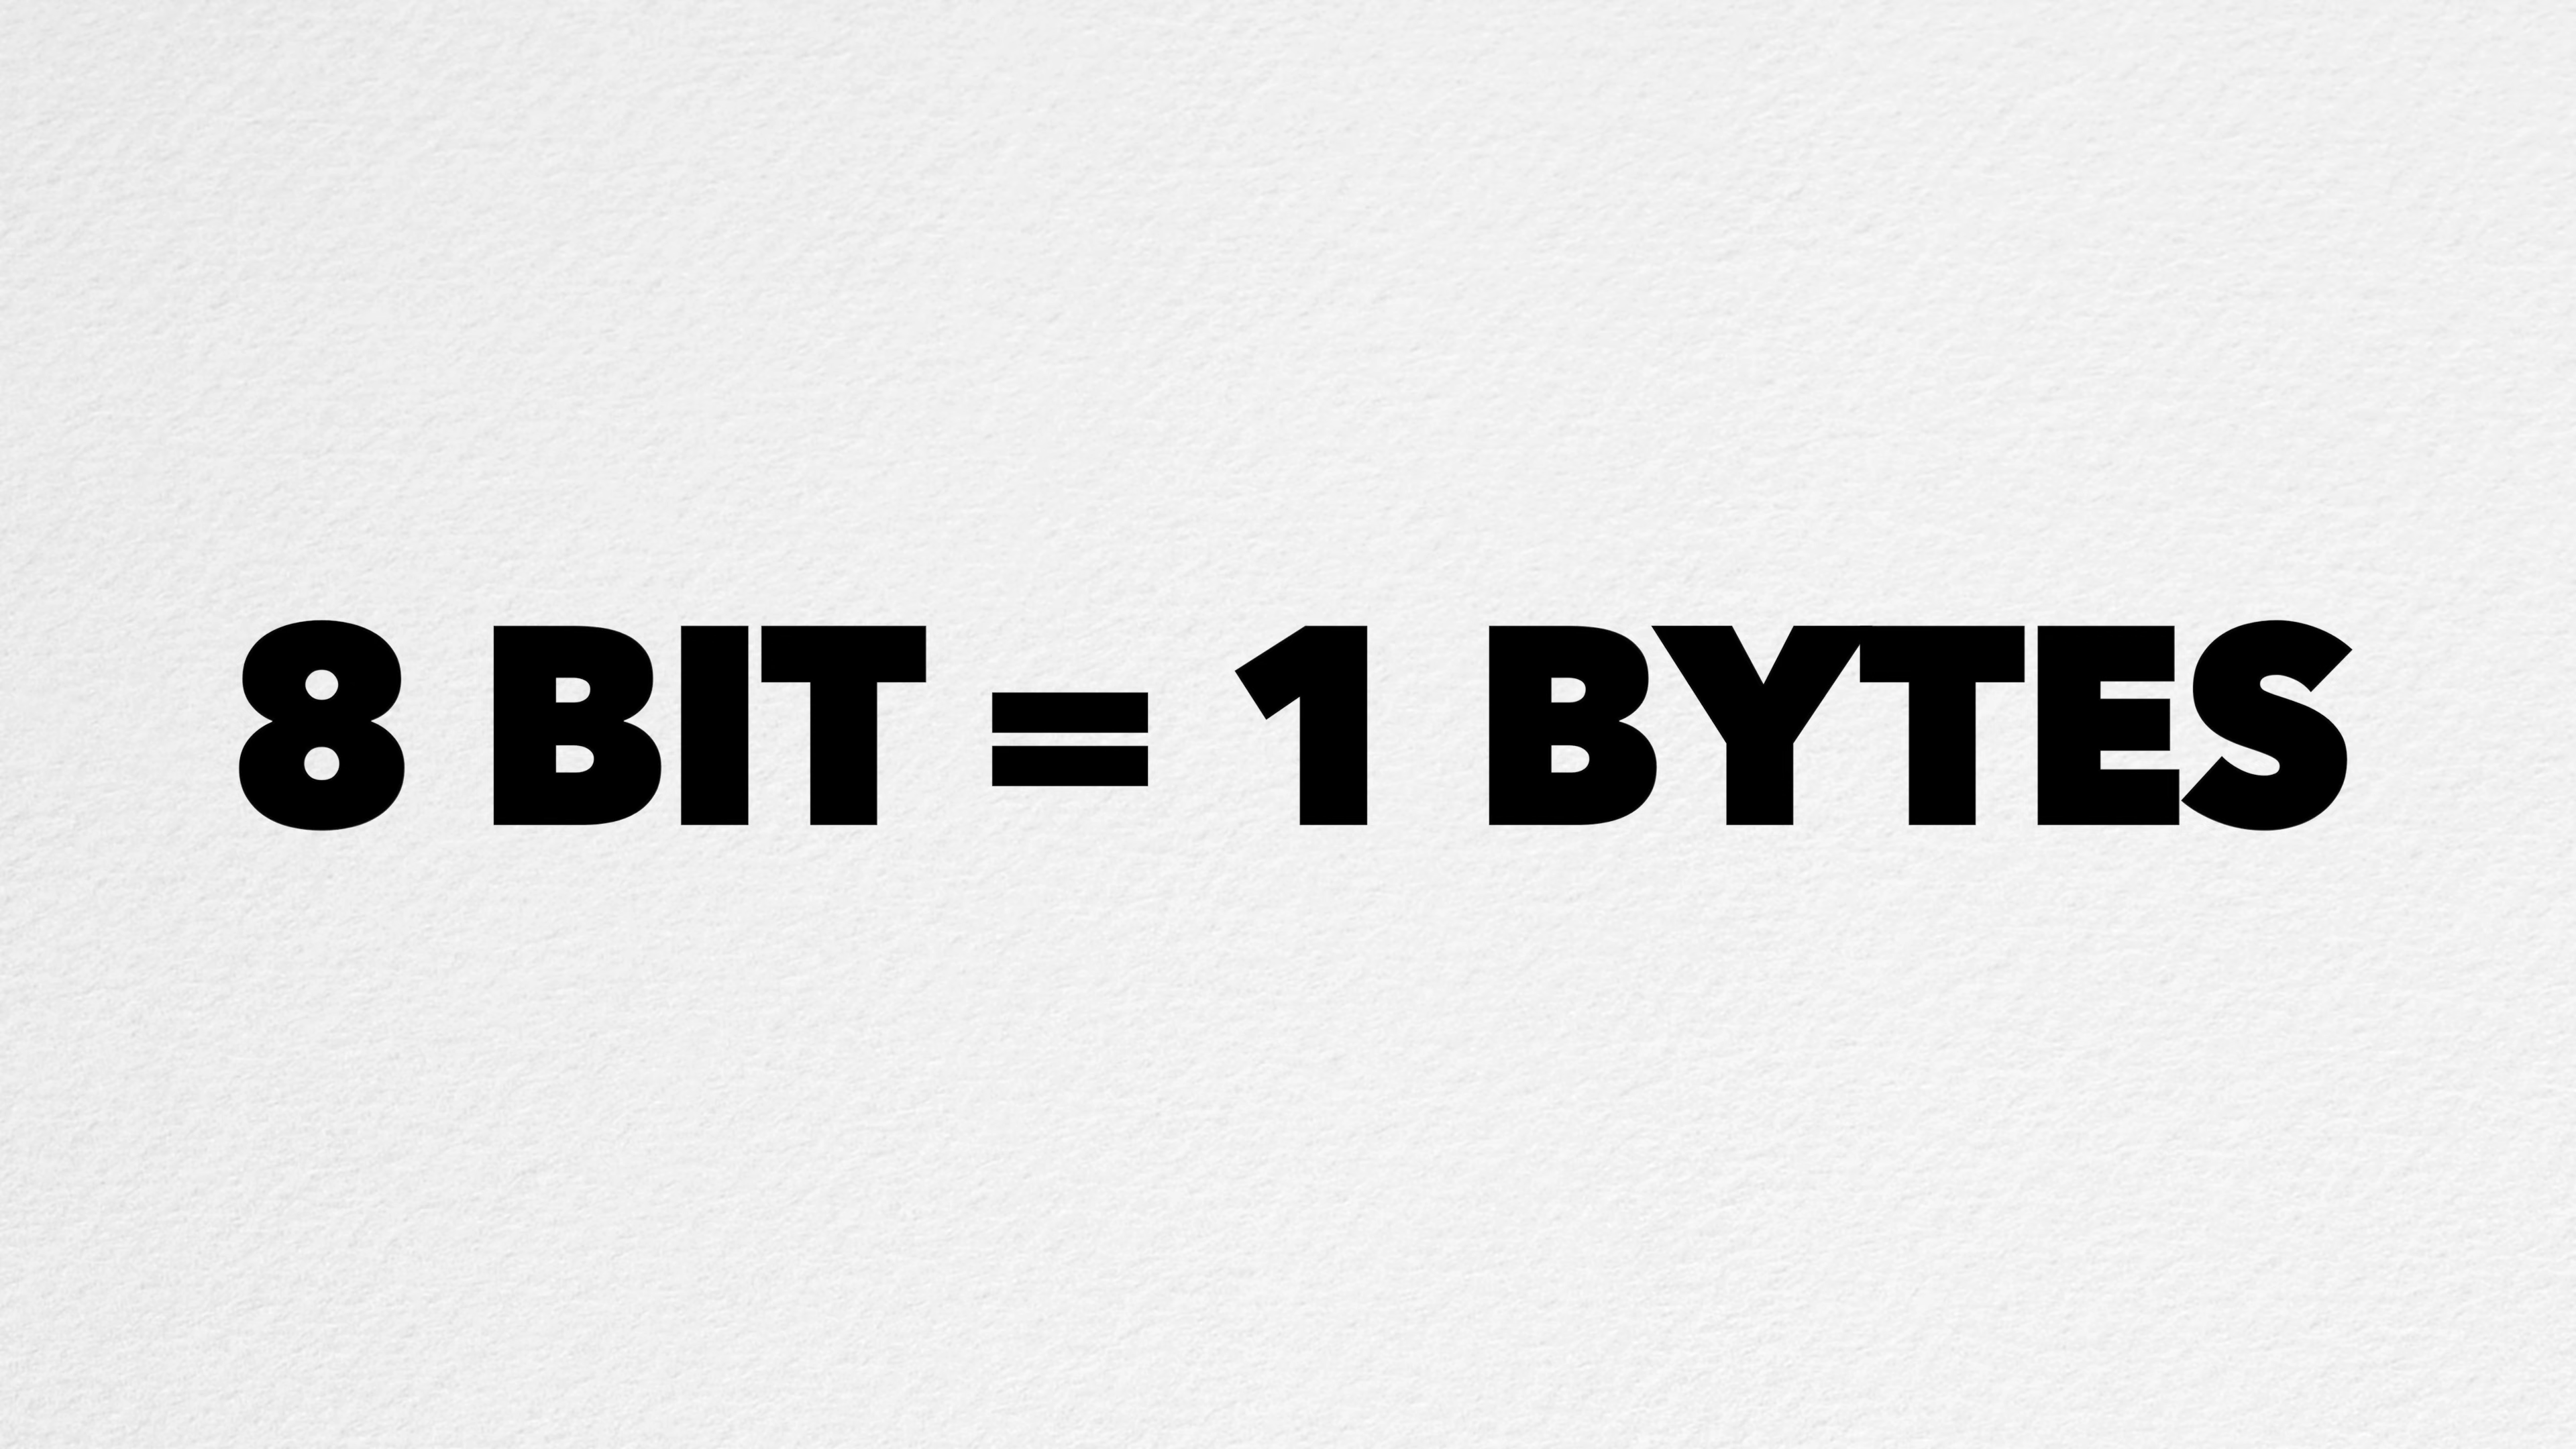 8 BIT = 1 BYTES